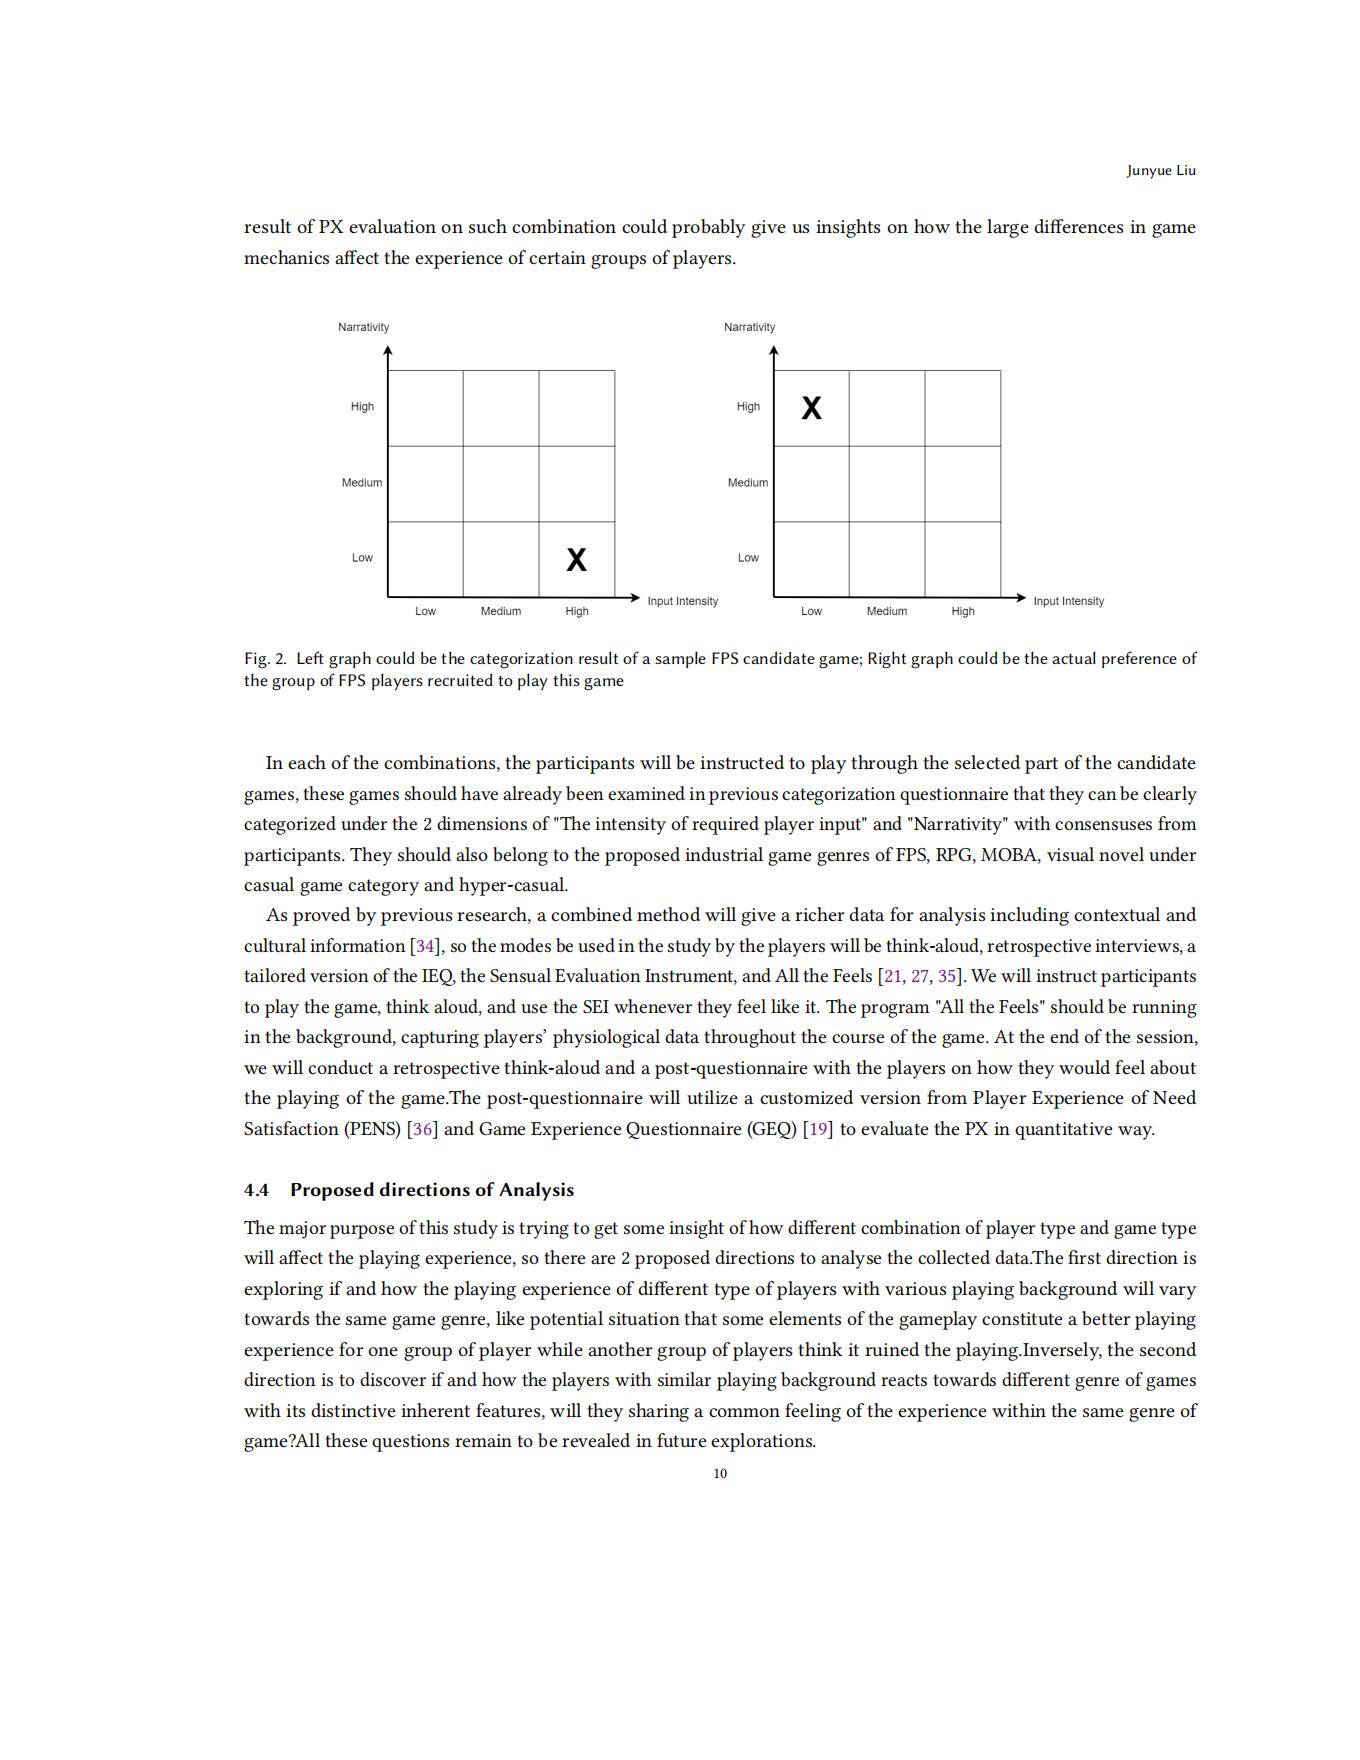 Junyue Liu
result of PX evaluation on such combination could probably give us insights on how the large differences in game
mechanics affect the experience of certain groups of players.
Narrativity
High
Medium
Low
X
Low Medium High
Input Intensity
Narrativity
High
Medium
Low
X
Low Medium High
Input Intensity
Fig. 2. Left graph could be the categorization result of a sample FPS candidate game; Right graph could be the actual preference of
the group of FPS players recruited to play this game
In each of the combinations, the participants will be instructed to play through the selected part of the candidate
games, these games should have already been examined in previous categorization questionnaire that they can be clearly
categorized under the 2 dimensions of "The intensity of required player input" and "Narrativity" with consensuses from
participants. They should also belong to the proposed industrial game genres of FPS, RPG, MOBA, visual novel under
casual game category and hyper-casual.
As proved by previous research, a combined method will give a richer data for analysis including contextual and
cultural information [34], so the modes be used in the study by the players will be think-aloud, retrospective interviews, a
tailored version of the IEQ, the Sensual Evaluation Instrument, and All the Feels [21, 27, 35]. We will instruct participants
to play the game, think aloud, and use the SEI whenever they feel like it. The program "All the Feels" should be running
in the background, capturing players’ physiological data throughout the course of the game. At the end of the session,
we will conduct a retrospective think-aloud and a post-questionnaire with the players on how they would feel about
the playing of the game.The post-questionnaire will utilize a customized version from Player Experience of Need
Satisfaction (PENS) [36] and Game Experience Questionnaire (GEQ) [19] to evaluate the PX in quantitative way.
4.4 Proposed directions of Analysis
The major purpose of this study is trying to get some insight of how different combination of player type and game type
will affect the playing experience, so there are 2 proposed directions to analyse the collected data.The first direction is
exploring if and how the playing experience of different type of players with various playing background will vary
towards the same game genre, like potential situation that some elements of the gameplay constitute a better playing
experience for one group of player while another group of players think it ruined the playing.Inversely, the second
direction is to discover if and how the players with similar playing background reacts towards different genre of games
with its distinctive inherent features, will they sharing a common feeling of the experience within the same genre of
game?All these questions remain to be revealed in future explorations.
10